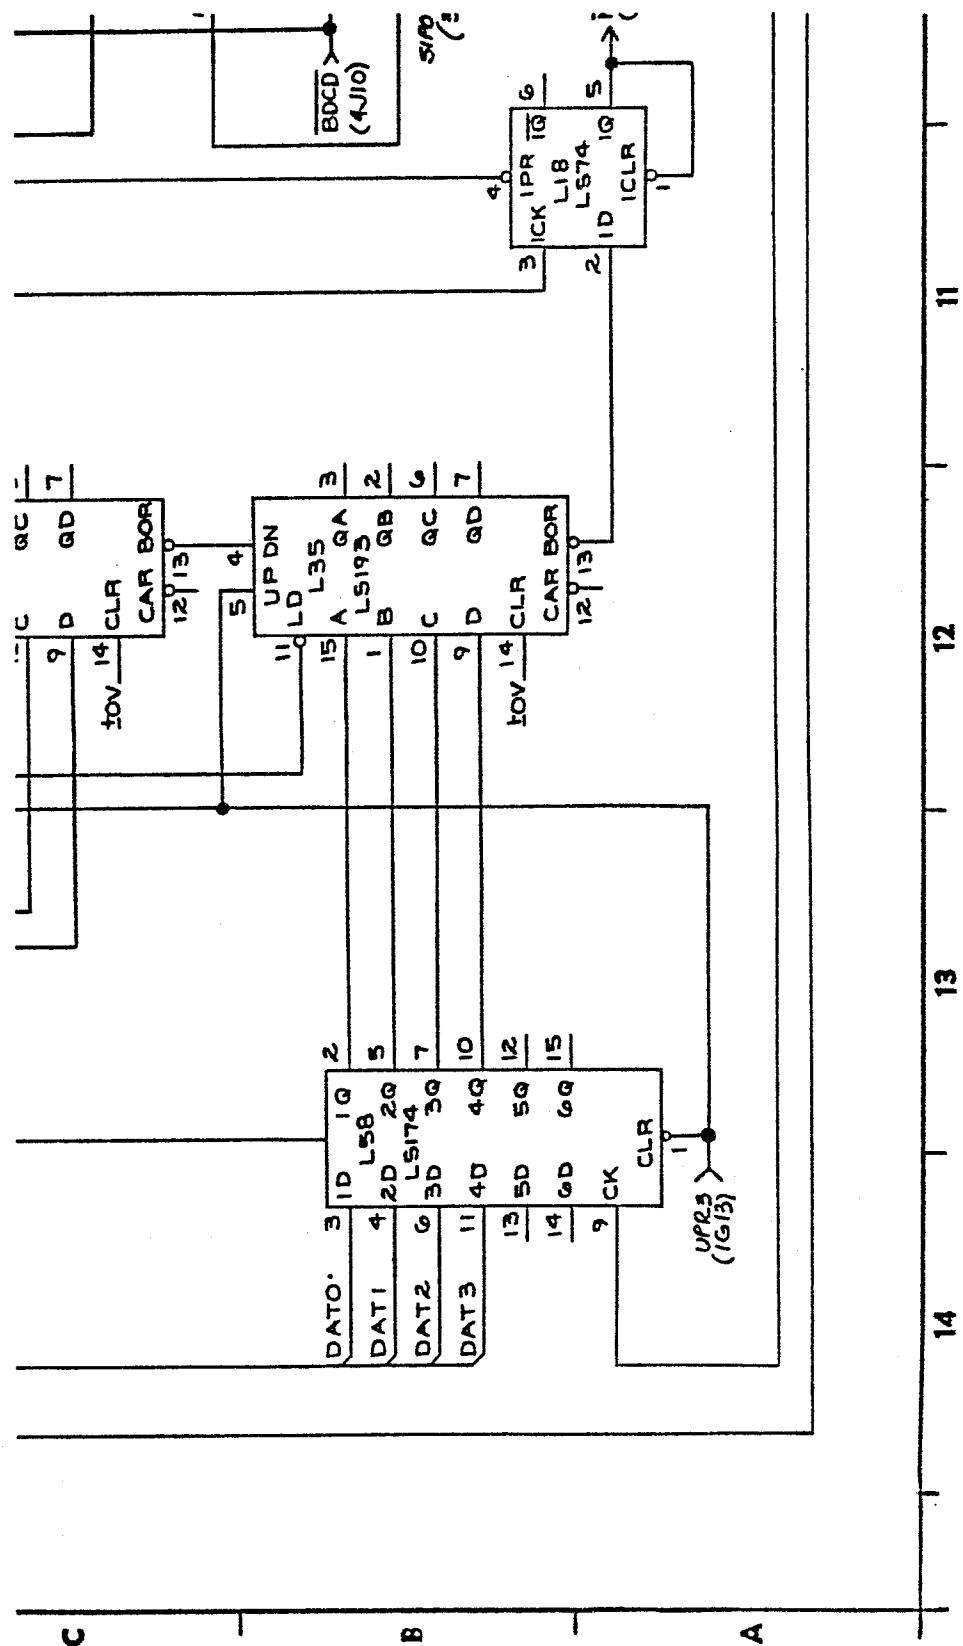 BDCD
(4J10)
SIPO
6
5
1Q
1Q
4
1PR
L18
LS74
1CLR
1
1CK
1D
3
2
7
QC
QD
C
D
9
14
CLR
CAR BOR
12
13
±OV
5
4
UP DN
11
LD
L35
LS193
15
A
QA
3
1
B
QB
2
10
C
QC
6
9
D
QD
7
14
CLR
±OV
CAR BOR
12
13
L58
LS174
DAT0
3
1D
1Q
2
DAT1
4
2D
2Q
5
DAT2
6
3D
3Q
7
DAT3
11
4D
4Q
10
13
5D
5Q
12
14
6D
6Q
15
9
CK
CLR
1
UPR3
(1G13)
C
B
A
14
13
12
11